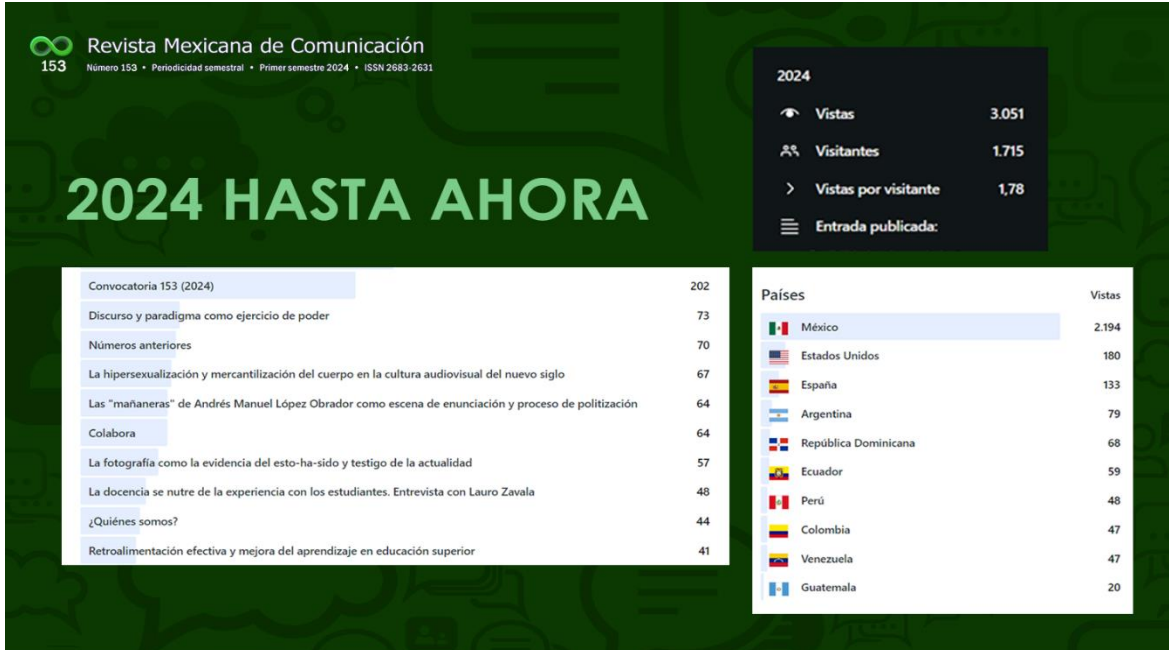 Revista Mexicana de Comunicación
153
Número 153 • Periodicidad semestral • Primer semestre 2024 • ISSN 2683-2631
2024 HASTA AHORA
2024
Vistas 3.051
Visitantes 1.715
Vistas por visitante 1,78
Entrada publicada:
Convocatoria 153 (2024) 202
Discurso y paradigma como ejercicio de poder 73
Números anteriores 70
La hipersexualización y mercantilización del cuerpo en la cultura audiovisual del nuevo siglo 67
Las "mañaneras" de Andrés Manuel López Obrador como escena de enunciación y proceso de politización 64
Colabora 64
La fotografía como la evidencia del esto-ha-sido y testigo de la actualidad 57
La docencia se nutre de la experiencia con los estudiantes. Entrevista con Lauro Zavala 48
¿Quiénes somos? 44
Retroalimentación efectiva y mejora del aprendizaje en educación superior 41
Países Vistas
México 2.194
Estados Unidos 180
España 133
Argentina 79
República Dominicana 68
Ecuador 59
Perú 48
Colombia 47
Venezuela 47
Guatemala 20